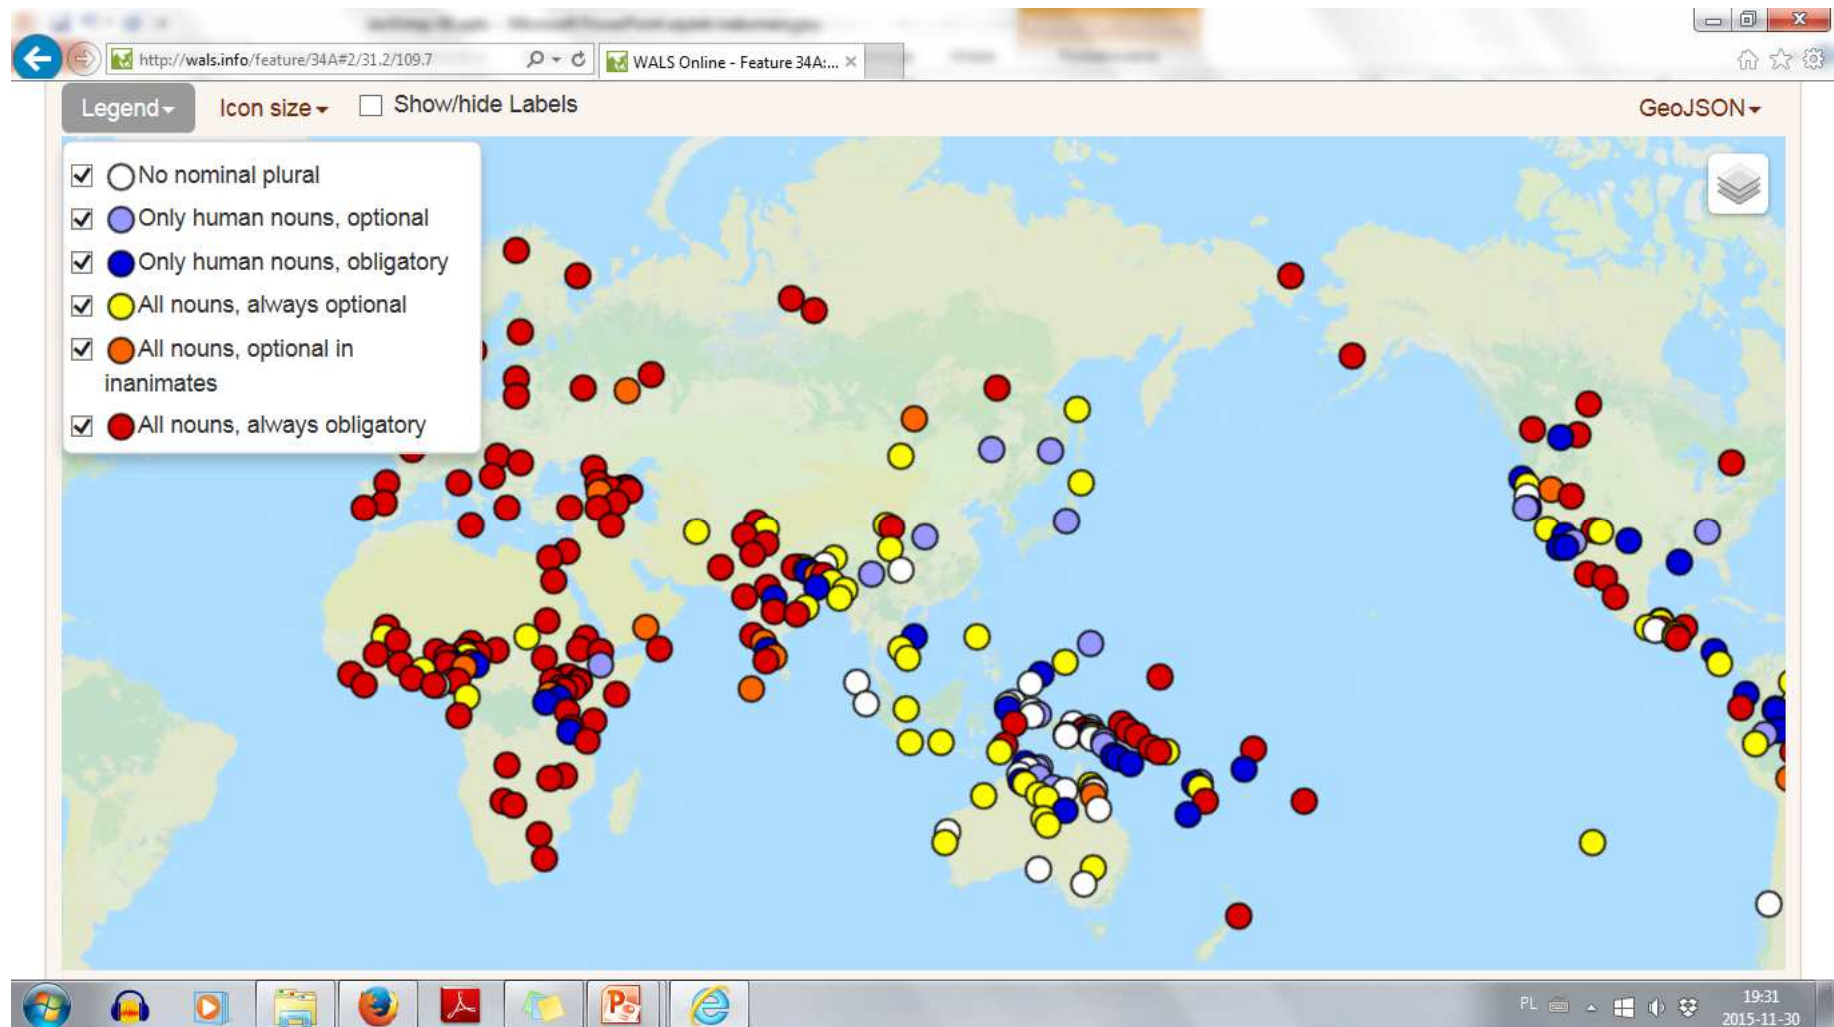 http://wals.info/feature/34A#2/31.2/109.7
WALS Online - Feature 34A:...
Legend
Icon size
Show/hide Labels
GeoJSON
No nominal plural
Only human nouns, optional
Only human nouns, obligatory
All nouns, always optional
All nouns, optional in
inanimates
All nouns, always obligatory
PL
19:31
2015-11-30